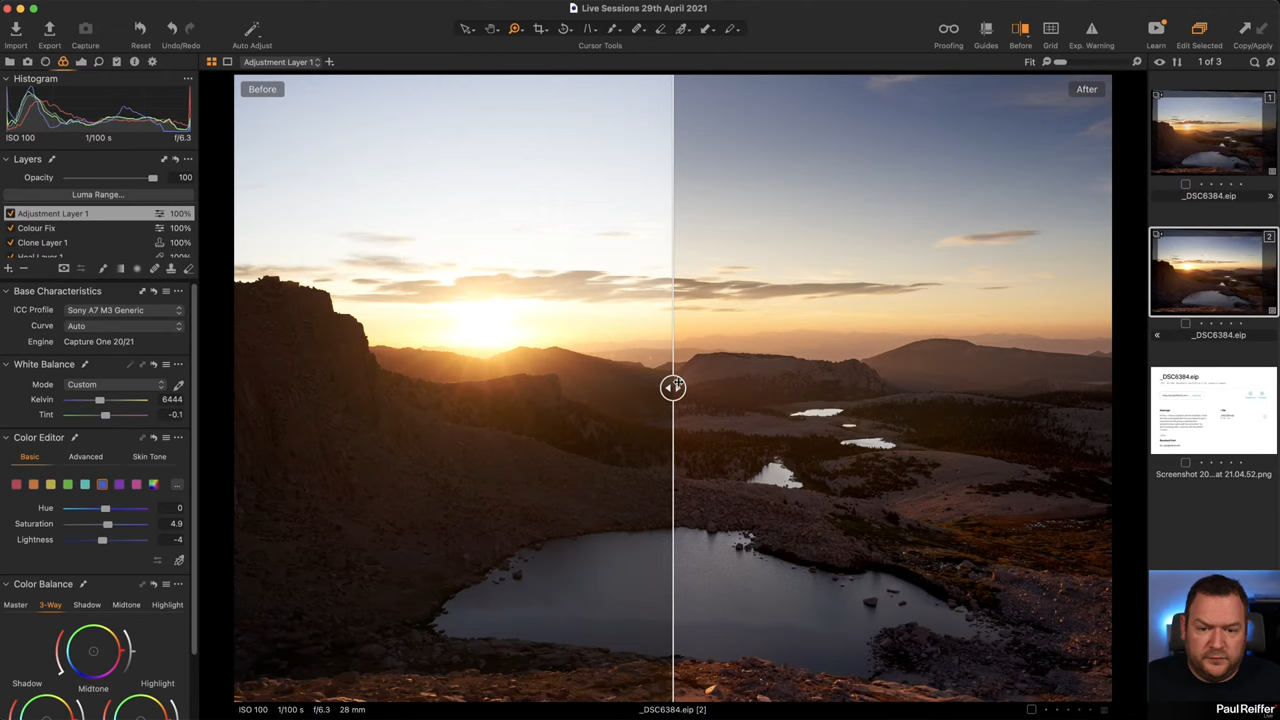 Live Sessions 29th April 2021
Import
Export
Capture
Reset
Undo/Redo
Auto Adjust
Cursor Tools
Proofing
Guides
Before
Grid
Exp. Warning
Learn
Edit Selected
Copy/Apply
Adjustment Layer 1
Fit
1 of 3
Histogram
ISO 100
1/100 s
f/6.3
Layers
Opacity
100
Luma Range...
Adjustment Layer 1
100%
Colour Fix
100%
Clone Layer 1
100%
Base Characteristics
ICC Profile
Sony A7 M3 Generic
Curve
Auto
Engine
Capture One 20/21
White Balance
Mode
Custom
Kelvin
6444
Tint
-0.1
Color Editor
Basic
Advanced
Skin Tone
...
Hue
0
Saturation
4.9
Lightness
-4
Color Balance
Master
3-Way
Shadow
Midtone
Highlight
Shadow
Midtone
Highlight
Before
After
ISO 100
1/100 s
f/6.3
28 mm
_DSC6384.eip [2]
1
_DSC6384.eip
2
_DSC6384.eip
_DSC6384.eip
Screenshot 20...at 21.04.52.png
Paul Reiffer
Live